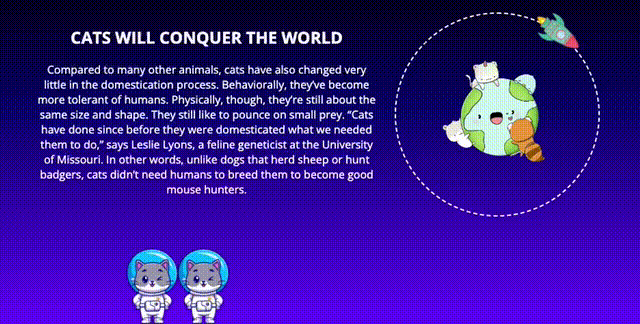 CATS WILL CONQUER THE WORLD
Compared to many other animals, cats have also changed very
little in the domestication process. Behaviorally, they've become
more tolerant of humans. Physically, though, they're still about the
same size and shape. They still like to pounce on small prey. “Cats
have done since before they were domesticated what we needed
them to do,” says Leslie Lyons, a feline geneticist at the University
of Missouri. In other words, unlike dogs that herd sheep or hunt
badgers, cats didn't need humans to breed them to become good
mouse hunters.